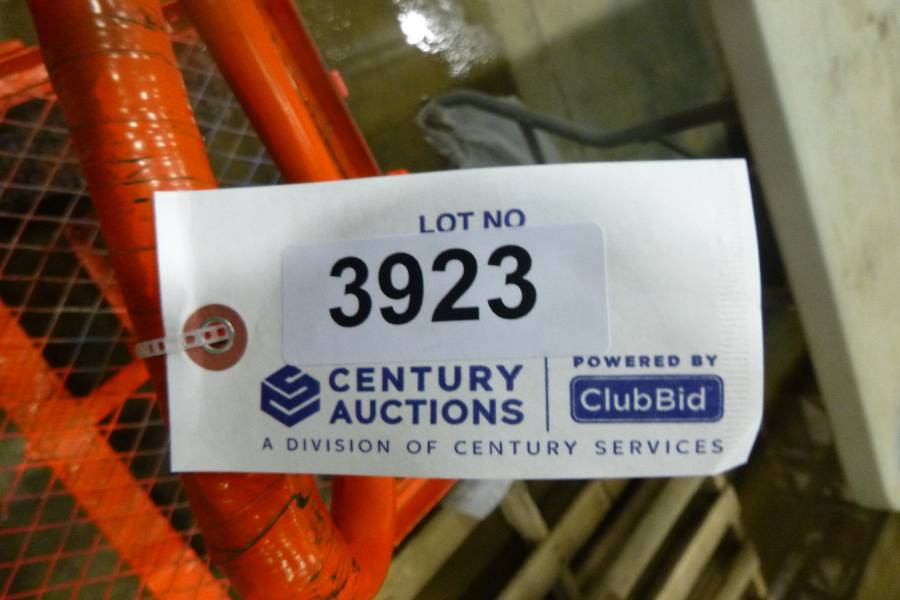 LOT NO
3923
CENTURY
AUCTIONS
POWERED BY
ClubBid
A DIVISION OF CENTURY SERVICES